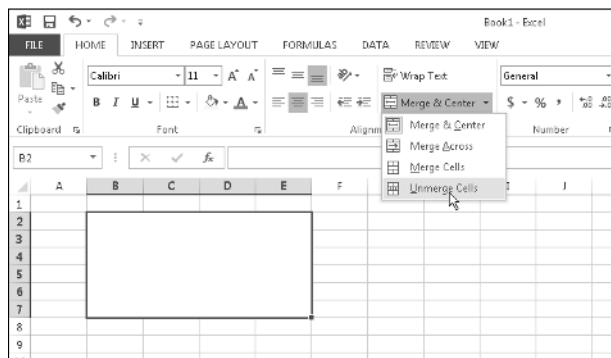 Book1 - Excel
FILE HOME INSERT PAGE LAYOUT FORMULAS DATA REVIEW VIEW
Calibri 11 A A Wrap Text General
Paste B I U A Merge & Center $ % ,
Clipboard Font Alignm Number
Merge & Center
Merge Across
Merge Cells
Unmerge Cells
B2 fx
A B C D E F I J
1
2
3
4
5
6
7
8
9